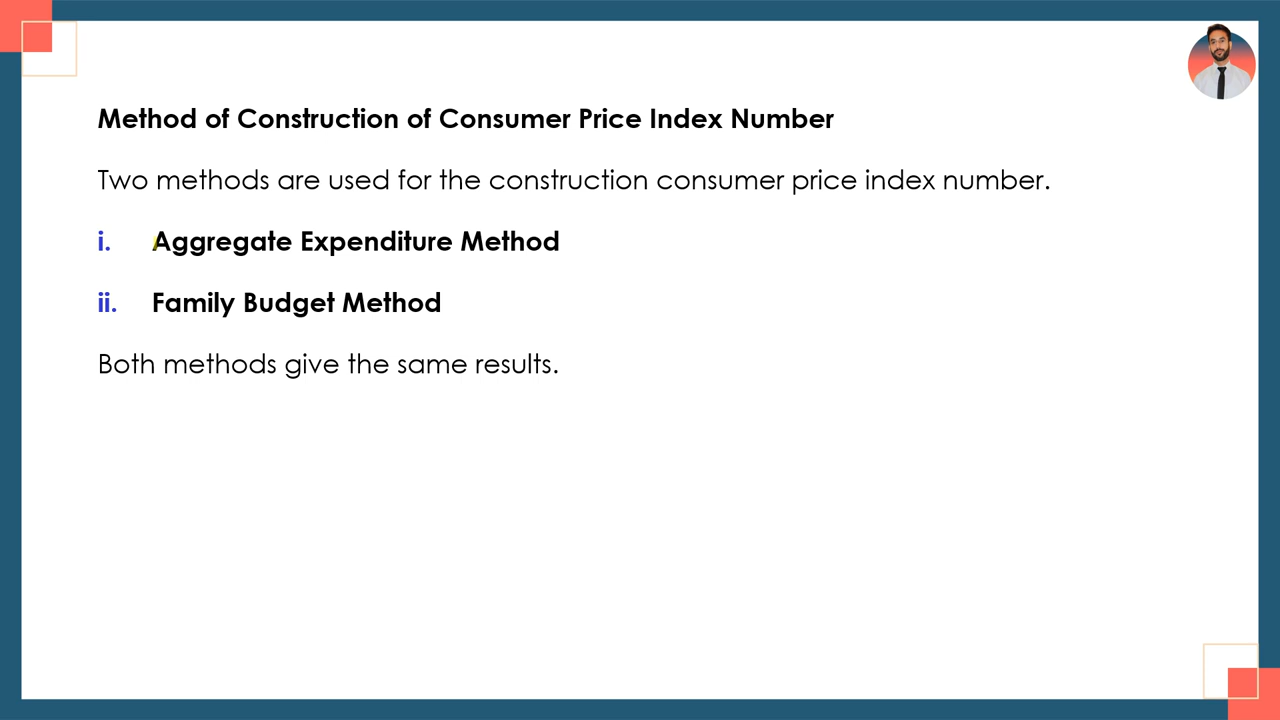 Method of Construction of Consumer Price Index Number
Two methods are used for the construction consumer price index number.
i. Aggregate Expenditure Method
ii. Family Budget Method
Both methods give the same results.